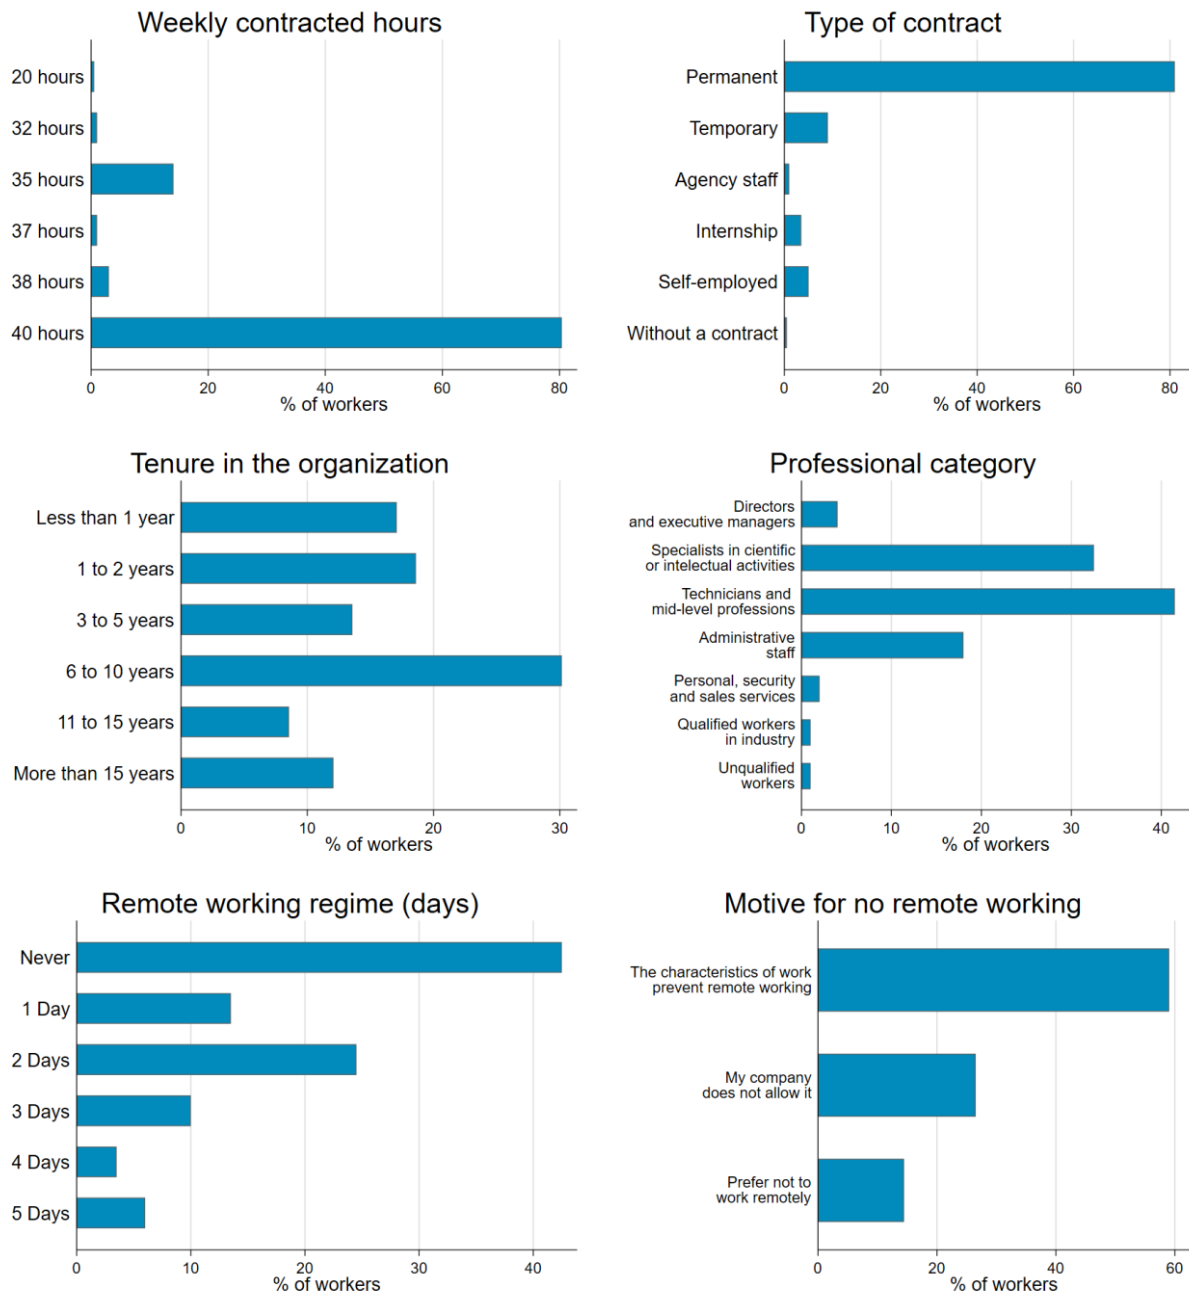 Weekly contracted hours
20 hours
32 hours
35 hours
37 hours
38 hours
40 hours
0 20 40 60 80
% of workers
Type of contract
Permanent
Temporary
Agency staff
Internship
Self-employed
Without a contract
0 20 40 60 80
% of workers
Tenure in the organization
Less than 1 year
1 to 2 years
3 to 5 years
6 to 10 years
11 to 15 years
More than 15 years
0 10 20 30
% of workers
Professional category
Directors
and executive managers
Specialists in cientific
or intelectual activities
Technicians and
mid-level professions
Administrative
staff
Personal, security
and sales services
Qualified workers
in industry
Unqualified
workers
0 10 20 30 40
% of workers
Remote working regime (days)
Never
1 Day
2 Days
3 Days
4 Days
5 Days
0 10 20 30 40
% of workers
Motive for no remote working
The characteristics of work
prevent remote working
My company
does not allow it
Prefer not to
work remotely
0 20 40 60
% of workers